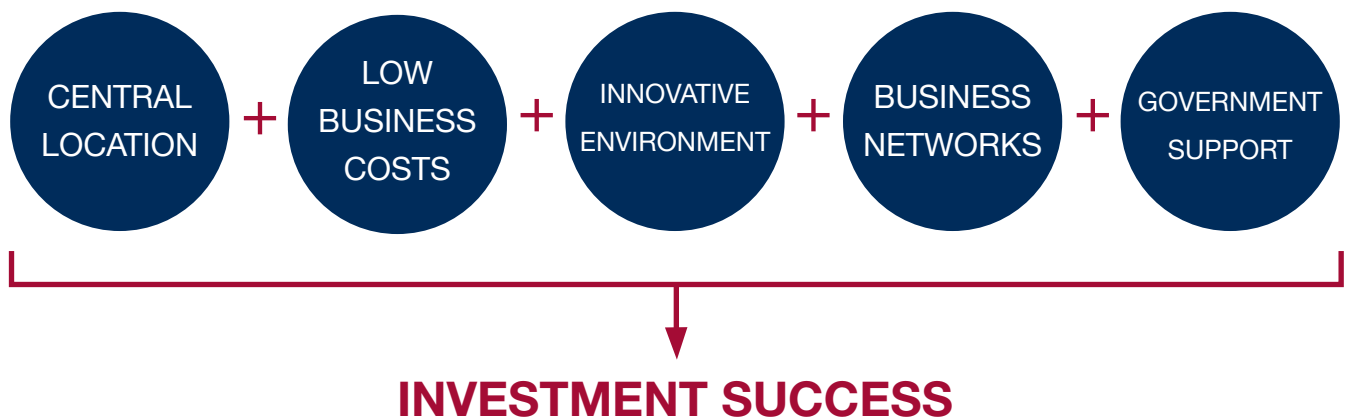 CENTRAL
LOCATION
+
LOW
BUSINESS
COSTS
+
INNOVATIVE
ENVIRONMENT
+
BUSINESS
NETWORKS
+
GOVERNMENT
SUPPORT
INVESTMENT SUCCESS